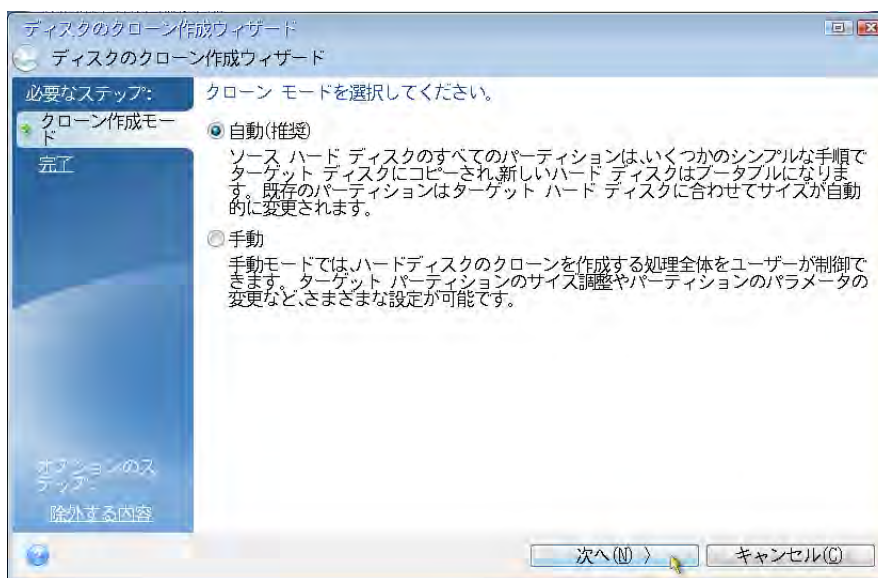 ディスクのクローン作成ウィザード
ディスクのクローン作成ウィザード
必要なステップ:
クローン作成モー
ド
完了
クローン モードを選択してください。
自動(推奨)
ソース ハード ディスクのすべてのパーティションは、いくつかのシンプルな手順で
ターゲット ディスクにコピーされ、新しいハード ディスクはブータブルになりま
す。既存のパーティションはターゲット ハード ディスクに合わせてサイズが自動
的に変更されます。
手動
手動モードでは、ハードディスクのクローンを作成する処理全体をユーザーが制御で
きます。ターゲット パーティションのサイズ調整やパーティションのパラメータの
変更など、さまざまな設定が可能です。
オプションのス
テップ:
除外する内容
次へ(N) >
キャンセル(C)